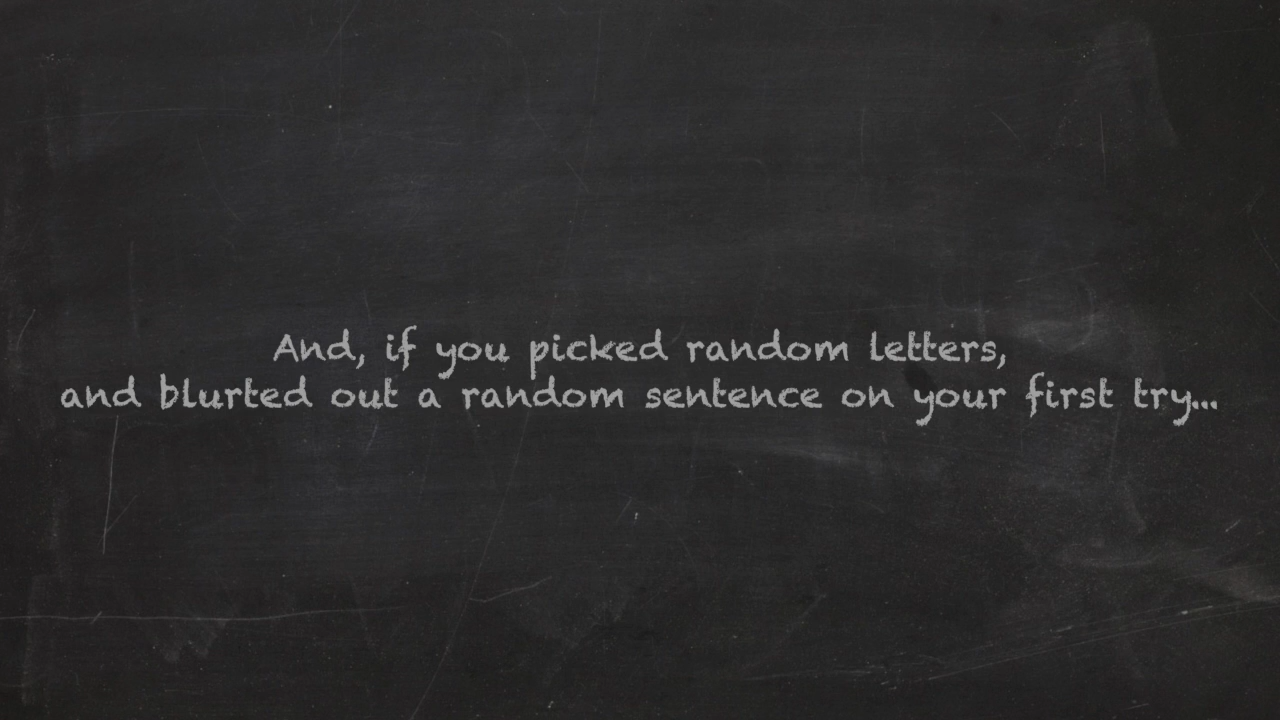 And, if you picked random letters,
and blurted out a random sentence on your first try...